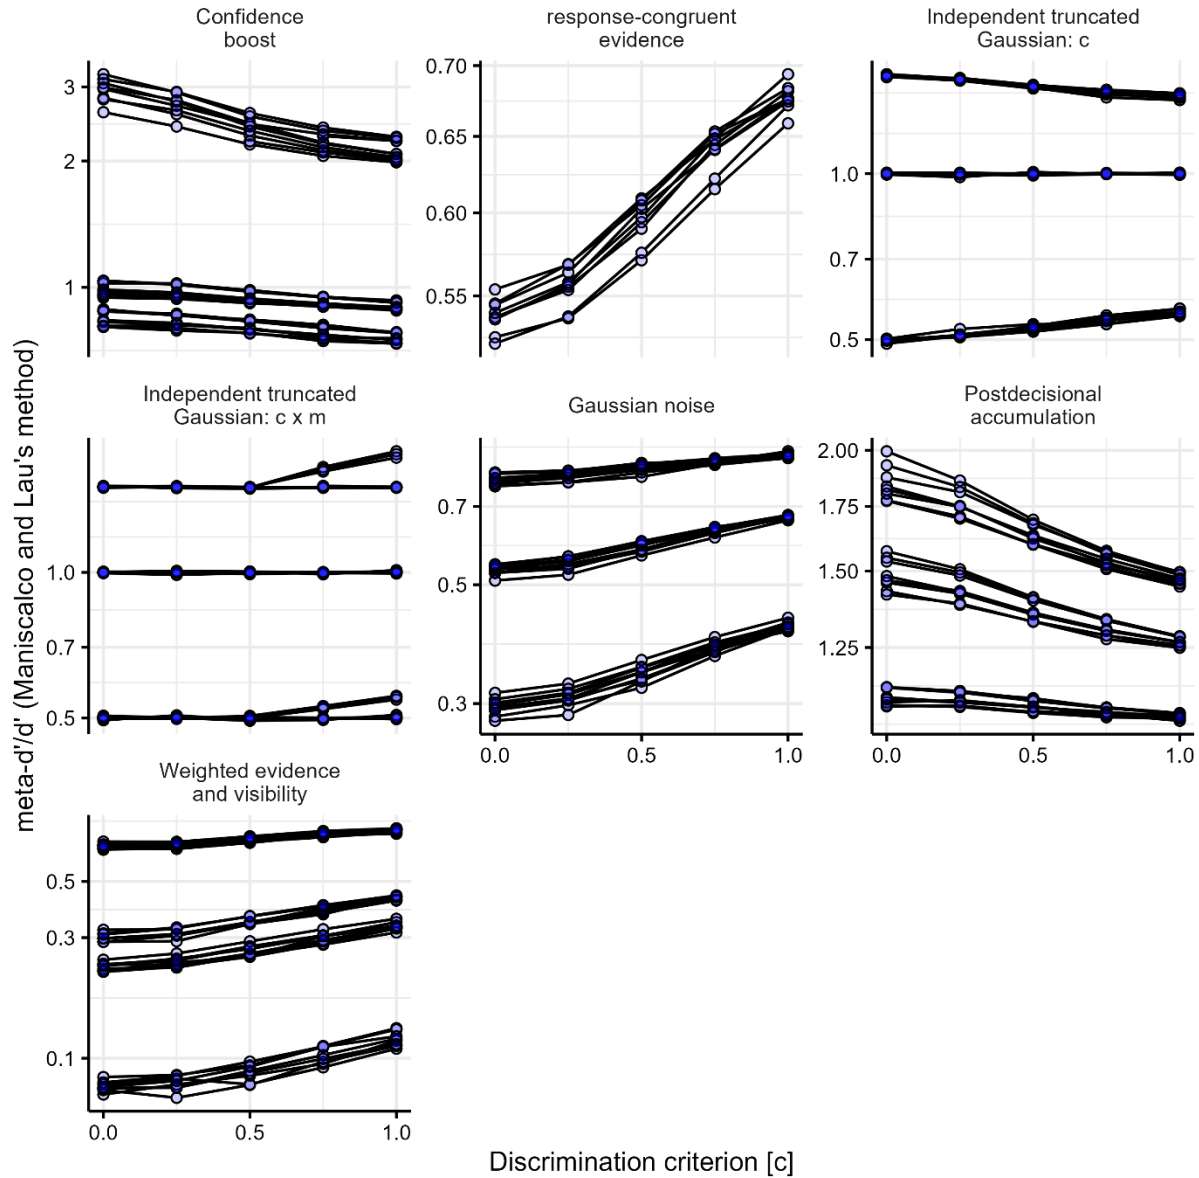 Confidence
boost
response-congruent
evidence
Independent truncated
Gaussian: c
3
2
1
0.70
0.65
0.60
0.55
1.0
0.7
0.5
Independent truncated
Gaussian: c x m
Gaussian noise
Postdecisional
accumulation
1.0
0.7
0.5
0.7
0.5
0.3
0.0
0.5
1.0
2.00
1.75
1.50
1.25
0.0
0.5
1.0
Weighted evidence
and visibility
0.5
0.3
0.1
0.0
0.5
1.0
meta-d'/d' (Maniscalco and Lau's method)
Discrimination criterion [c]